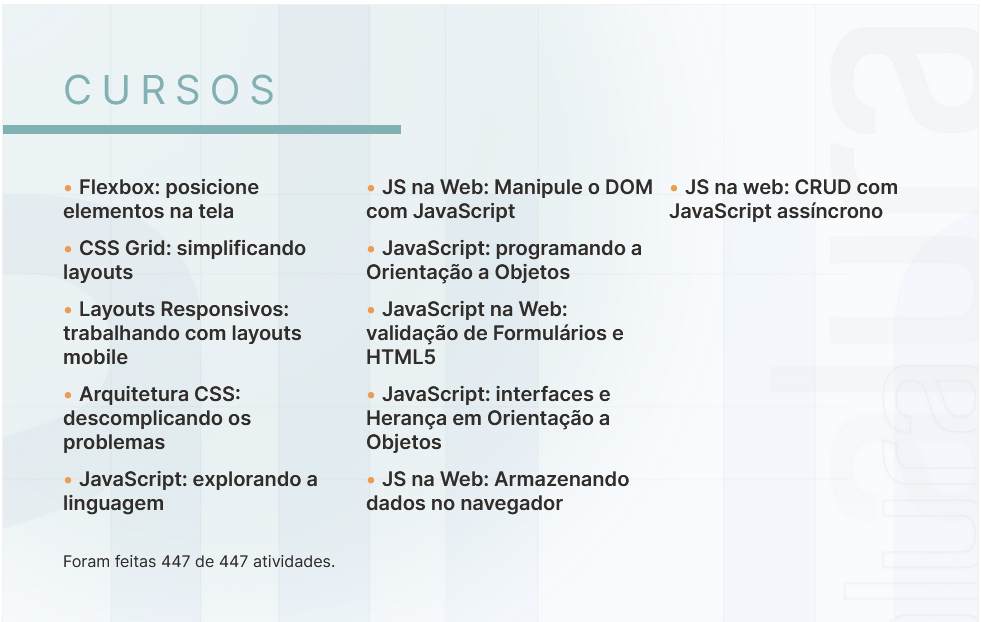 CURSOS
• Flexbox: posicione
elementos na tela
• CSS Grid: simplificando
layouts
• Layouts Responsivos:
trabalhando com layouts
mobile
• Arquitetura CSS:
descomplicando os
problemas
• JavaScript: explorando a
linguagem
• JS na Web: Manipule o DOM
com JavaScript
• JavaScript: programando a
Orientação a Objetos
• JavaScript na Web:
validação de Formulários e
HTML5
• JavaScript: interfaces e
Herança em Orientação a
Objetos
• JS na Web: Armazenando
dados no navegador
• JS na web: CRUD com
JavaScript assíncrono
Foram feitas 447 de 447 atividades.